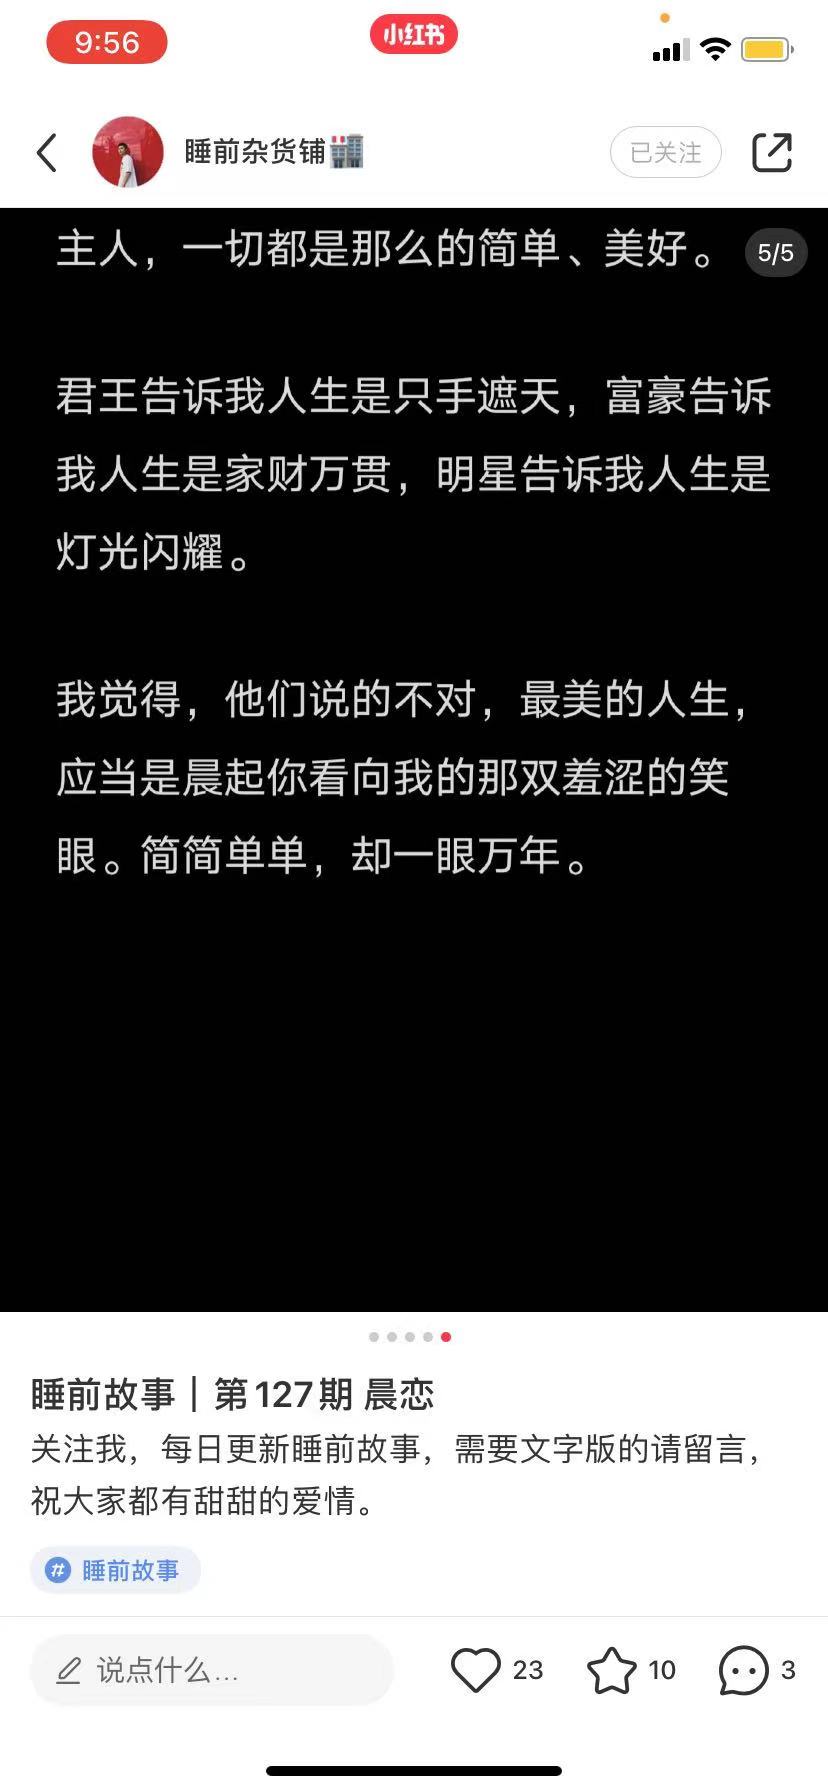 9:56
小红书
睡前杂货铺
已关注
主人，一切都是那么的简单、美好。
5/5
君王告诉我人生是只手遮天，富豪告诉
我人生是家财万贯，明星告诉我人生是
灯光闪耀。
我觉得，他们说的不对，最美的人生，
应当是晨起你看向我的那双羞涩的笑
眼。简简单单，却一眼万年。
睡前故事｜第127期 晨恋
关注我，每日更新睡前故事，需要文字版的请留言，
祝大家都有甜甜的爱情。
# 睡前故事
说点什么...
23
10
3